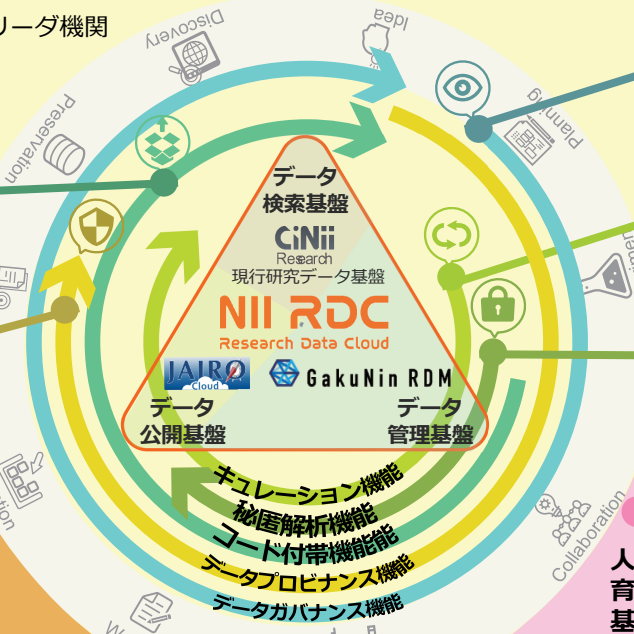 リーダ機関
Discovery
Idea
Preservation
Planning
データ
検索基盤
CiNii
Research
現行研究データ基盤
NII RDC
Research Data Cloud
JAIRO
Cloud
GakuNin RDM
データ
公開基盤
データ
管理基盤
キュレーション機能
秘匿解析機能
コード付帯機能能
データプロビナンス機能
データガバナンス機能
Collaboration
人
育
基